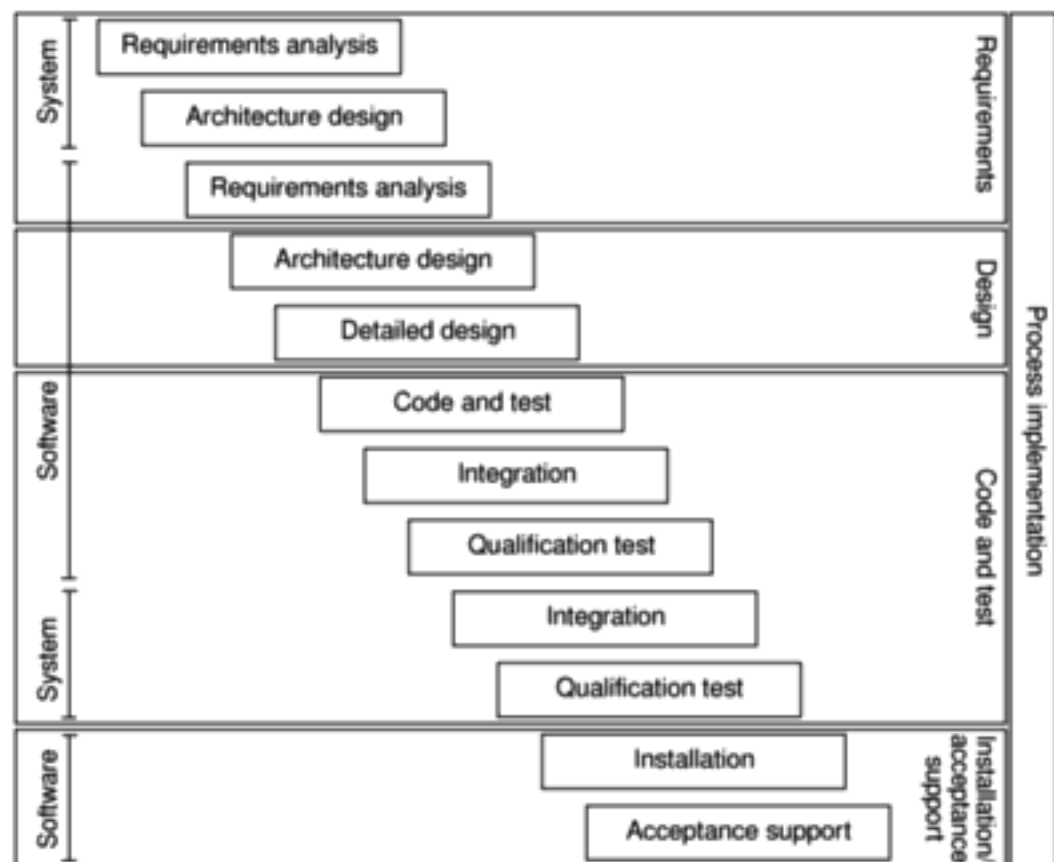 System
Requirements analysis
Architecture design
Requirements
Software
Requirements analysis
Architecture design
Detailed design
Design
Code and test
Integration
Qualification test
Code and test
System
Integration
Qualification test
Software
Installation
Acceptance support
Installation/
acceptance
support
Process implementation